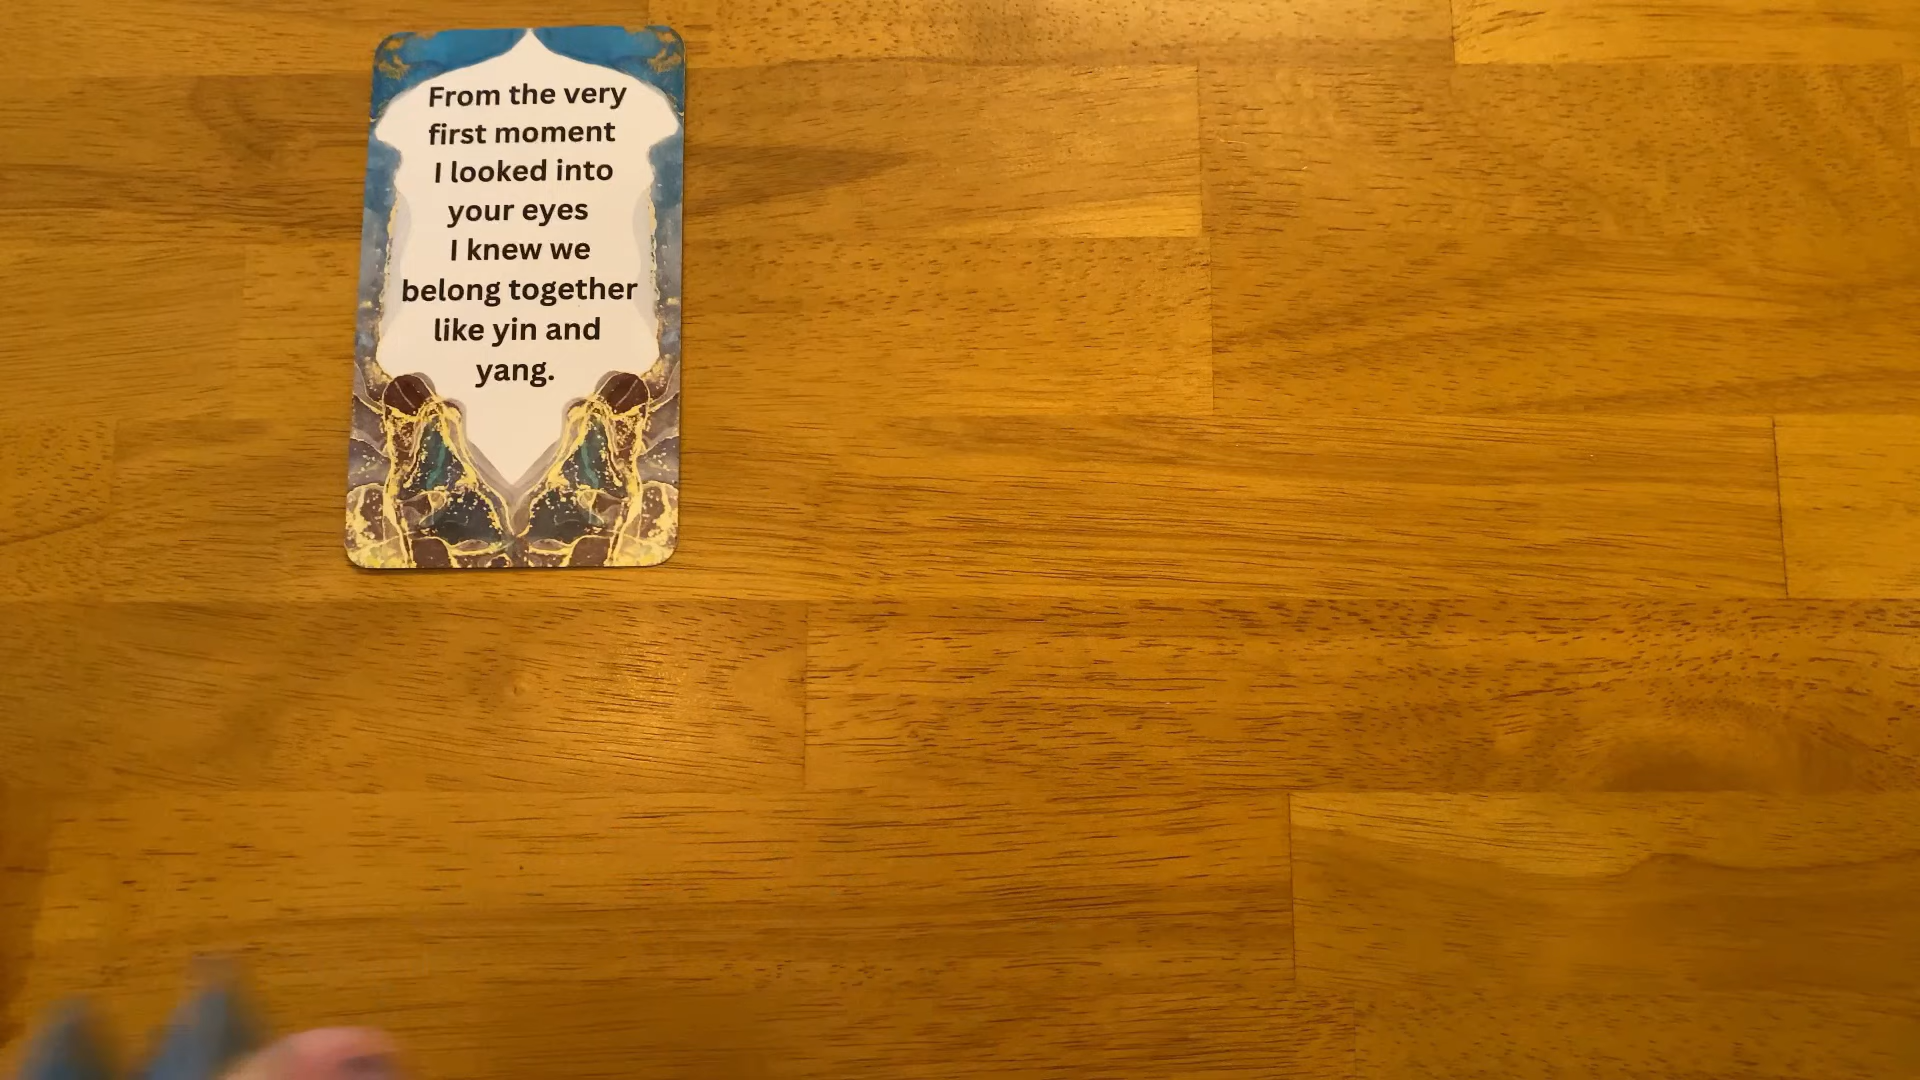 From the very
first moment
I looked into
your eyes
I knew we
belong together
like yin and
yang.